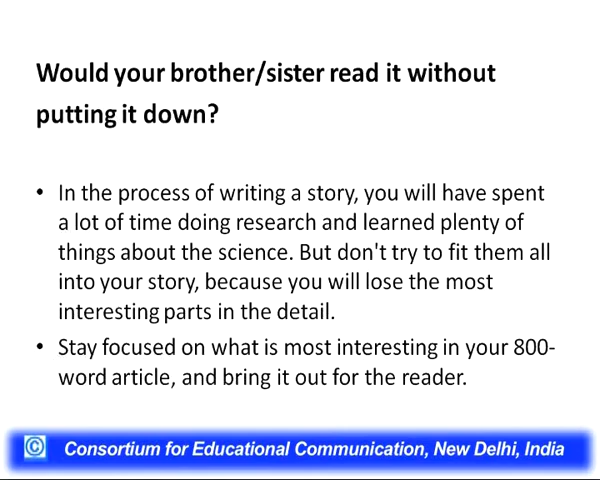 Would your brother/sister read it without
putting it down?
• In the process of writing a story, you will have spent
a lot of time doing research and learned plenty of
things about the science. But don't try to fit them all
into your story, because you will lose the most
interesting parts in the detail.
• Stay focused on what is most interesting in your 800-
word article, and bring it out for the reader.
© Consortium for Educational Communication, New Delhi, India